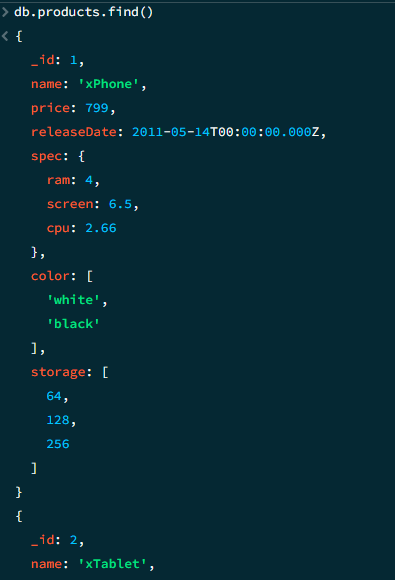 > db.products.find()
< {
_id: 1,
name: 'xPhone',
price: 799,
releaseDate: 2011-05-14T00:00:00.000Z,
spec: {
ram: 4,
screen: 6.5,
cpu: 2.66
},
color: [
'white',
'black'
],
storage: [
64,
128,
256
]
}
{
_id: 2,
name: 'xTablet',